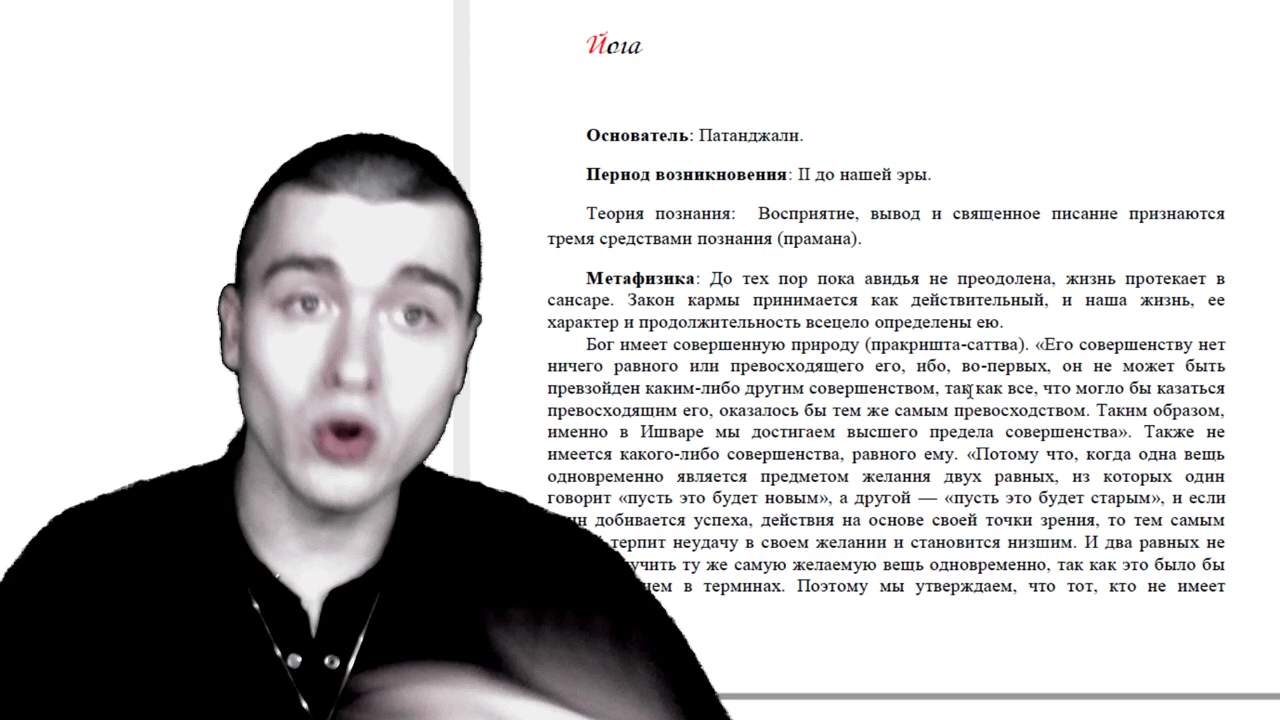 Йога
Основатель: Патанджали.
Период возникновения: II до нашей эры.
Теория познания: Восприятие, вывод и священное писание признаются
тремя средствами познания (прамана).
Метафизика: До тех пор пока авидья не преодолена, жизнь протекает в
сансаре. Закон кармы принимается как действительный, и наша жизнь, ее
характер и продолжительность всецело определены ею.
Бог имеет совершенную природу (пракришта-саттва). «Его совершенству нет
ничего равного или превосходящего его, ибо, во-первых, он не может быть
превзойден каким-либо другим совершенством, так как все, что могло бы казаться
превосходящим его, оказалось бы тем же самым превосходством. Таким образом,
именно в Ишваре мы достигаем высшего предела совершенства». Также не
имеется какого-либо совершенства, равного ему. «Потому что, когда одна вещь
одновременно является предметом желания двух равных, из которых один
говорит «пусть это будет новым», а другой — «пусть это будет старым», и если
добивается успеха, действия на основе своей точки зрения, то тем самым
терпит неудачу в своем желании и становится низшим. И два равных не
ту же самую желаемую вещь одновременно, так как это было бы
в терминах. Поэтому мы утверждаем, что тот, кто не имеет